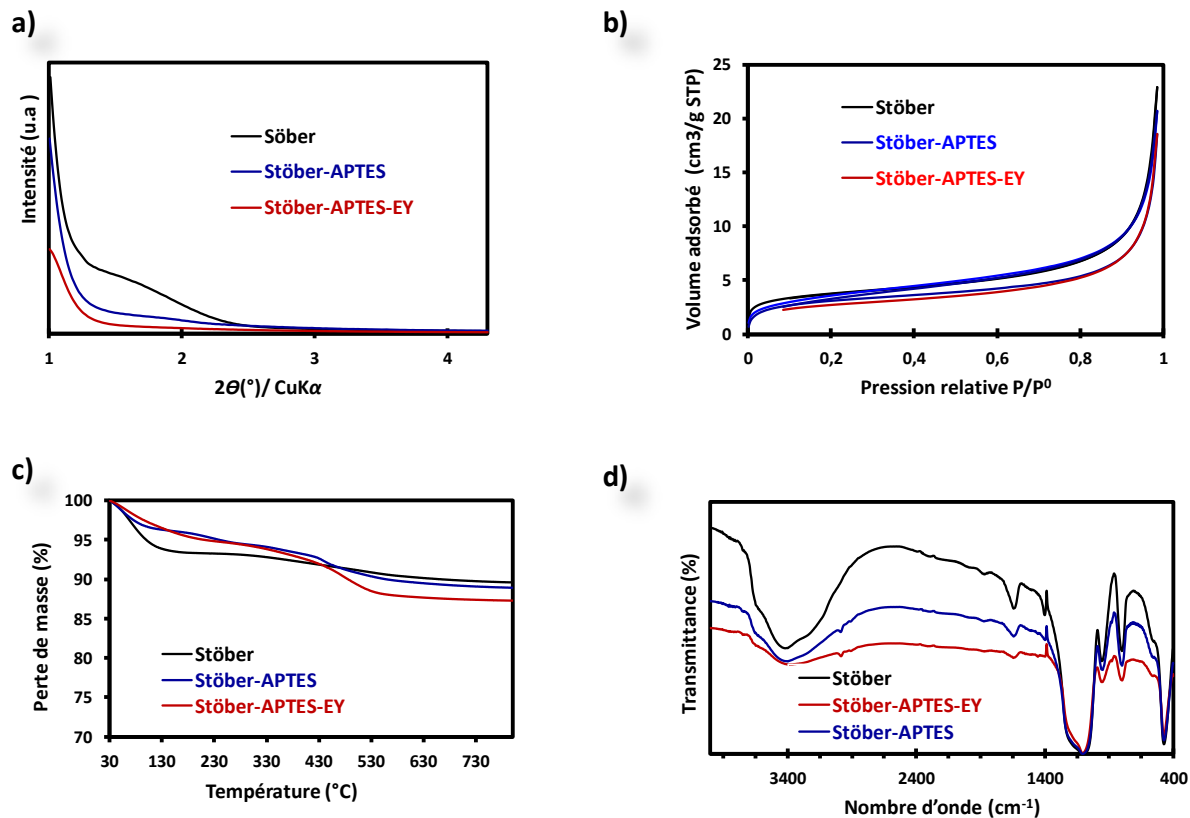 a)
Intensité (u.a )
Söber
Stöber-APTES
Stöber-APTES-EY
1 2 3 4
2Θ(°)/ CuKα
b)
Volume adsorbé (cm3/g STP)
25
20
15
10
5
0
Stöber
Stöber-APTES
Stöber-APTES-EY
0 0,2 0,4 0,6 0,8 1
Pression relative P/P⁰
c)
Perte de masse (%)
100
95
90
85
80
75
70
Stöber
Stöber-APTES
Stöber-APTES-EY
30 130 230 330 430 530 630 730
Température (°C)
d)
Transmittance (%)
Stöber
Stöber-APTES-EY
Stöber-APTES
3400 2400 1400 400
Nombre d’onde (cm⁻¹)